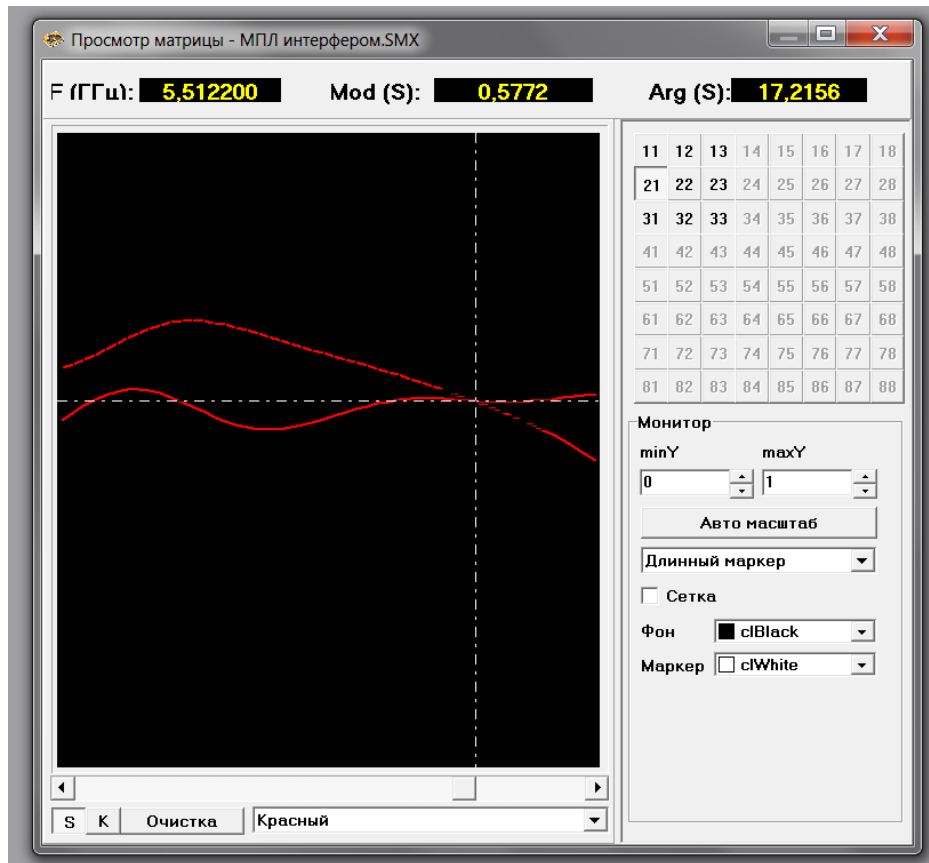 Просмотр матрицы - МПЛ интерфером.SMX
F (ГГц): 5,512200 Mod (S): 0,5772 Arg (S): 17,2156
11 12 13 14 15 16 17 18
21 22 23 24 25 26 27 28
31 32 33 34 35 36 37 38
41 42 43 44 45 46 47 48
51 52 53 54 55 56 57 58
61 62 63 64 65 66 67 68
71 72 73 74 75 76 77 78
81 82 83 84 85 86 87 88
Монитор
minY maxY
0 1
Авто масштаб
Длинный маркер
Сетка
Фон clBlack
Маркер clWhite
S K Очистка Красный